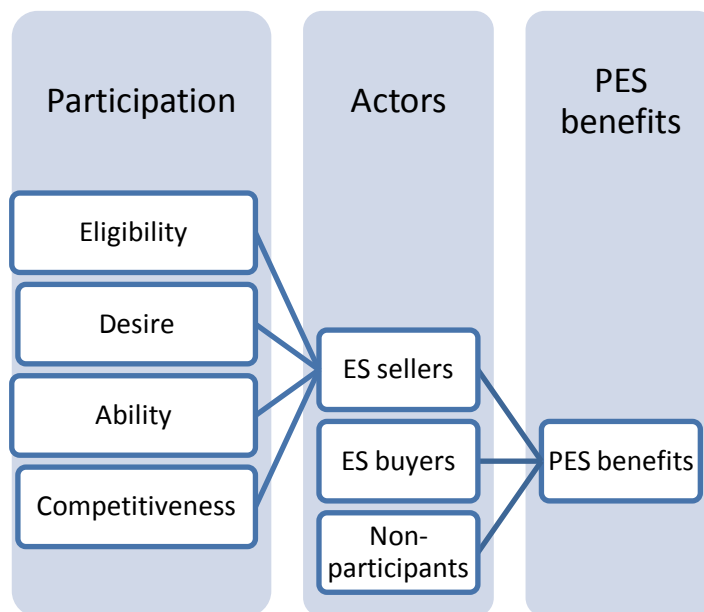 Participation
Eligibility
Desire
Ability
Competitiveness
Actors
ES sellers
ES buyers
Non-
participants
PES
benefits
PES benefits